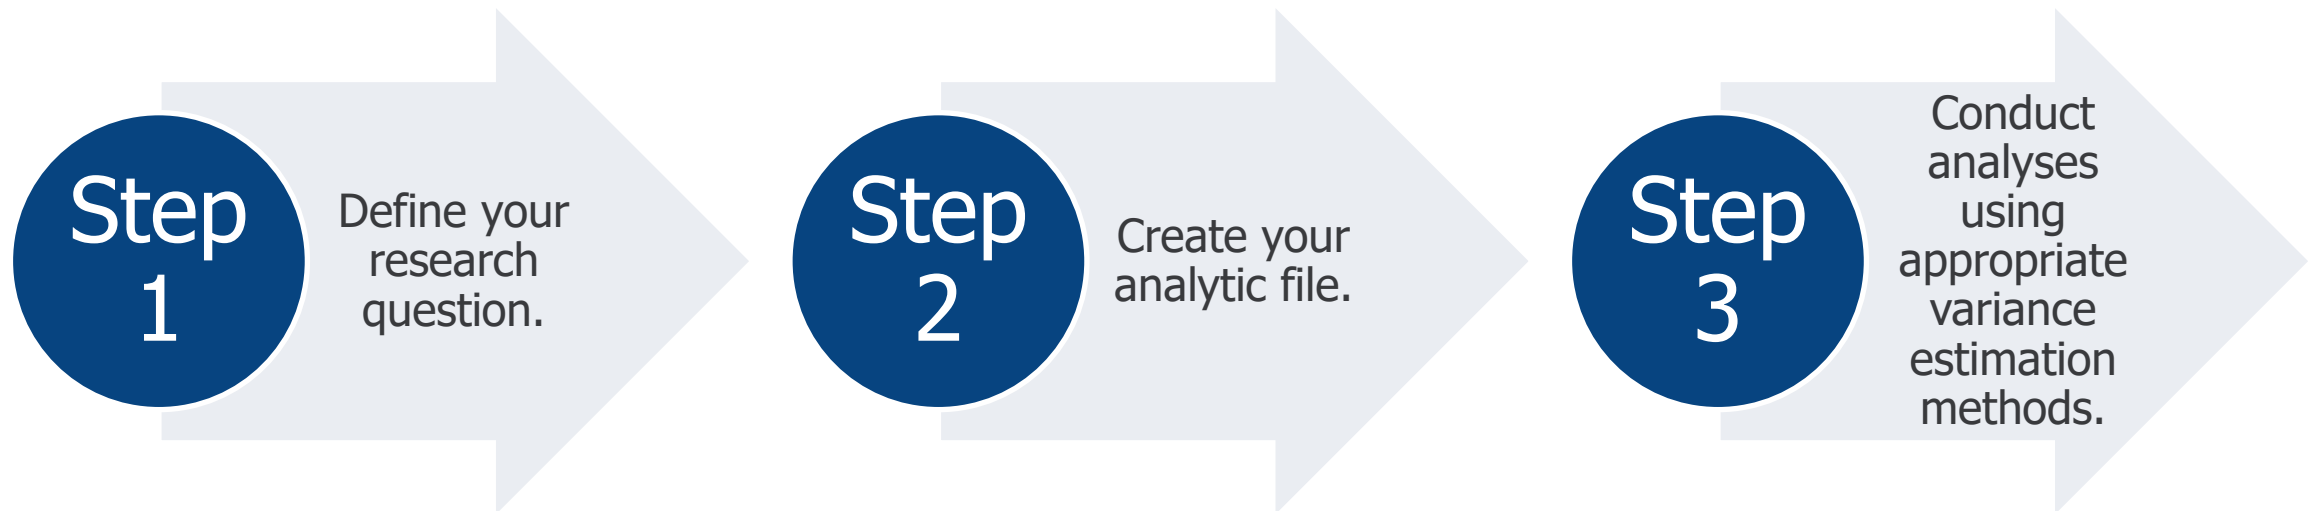 Step
1
Define your
research
question.
Step
2
Create your
analytic file.
Step
3
Conduct
analyses
using
appropriate
variance
estimation
methods.